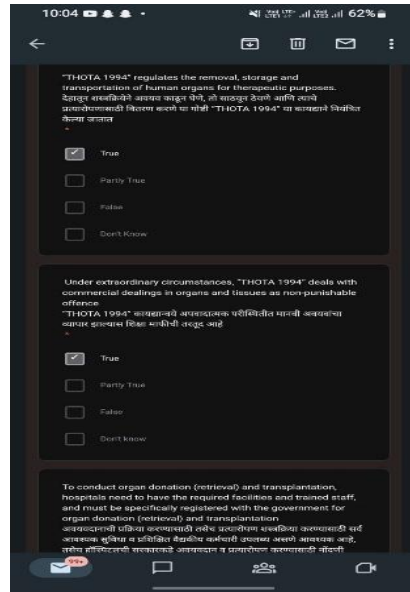 10:04
62%
"THOTA 1994" regulates the removal, storage and
transportation of human organs for therapeutic purposes.
देहातून शस्त्रक्रियेने अवयव काढून घेणे, तो साठवून ठेवणे आणि त्याचे
प्रत्यारोपणासाठी वितरण करणे या गोष्टी "THOTA 1994" या कायद्याने नियंत्रित
केल्या जातात
*
True
Partly True
False
Don't Know
Under extraordinary circumstances, "THOTA 1994" deals with
commercial dealings in organs and tissues as non-punishable
offence
"THOTA 1994" कायद्यान्वये अपवादात्मक परीस्थितीत मानवी अवयवांचा
व्यापार झाल्यास शिक्षा माफीची तरतूद आहे
*
True
Partly True
False
Don't know
To conduct organ donation (retrieval) and transplantation,
hospitals need to have the required facilities and trained staff,
and must be specifically registered with the government for
organ donation (retrieval) and transplantation
अवयवदानाची प्रक्रिया करण्यासाठी तसेच प्रत्यारोपण शस्त्रक्रिया करण्यासाठी सर्व
आवश्यक सुविधा व प्रशिक्षित वैद्यकीय कर्मचारी उपलब्ध असणे आवश्यक आहे,
तसेच हॉस्पिटलची सरकारकडे अवयवदान व प्रत्यारोपण करण्यासाठी नोंदणी
99+